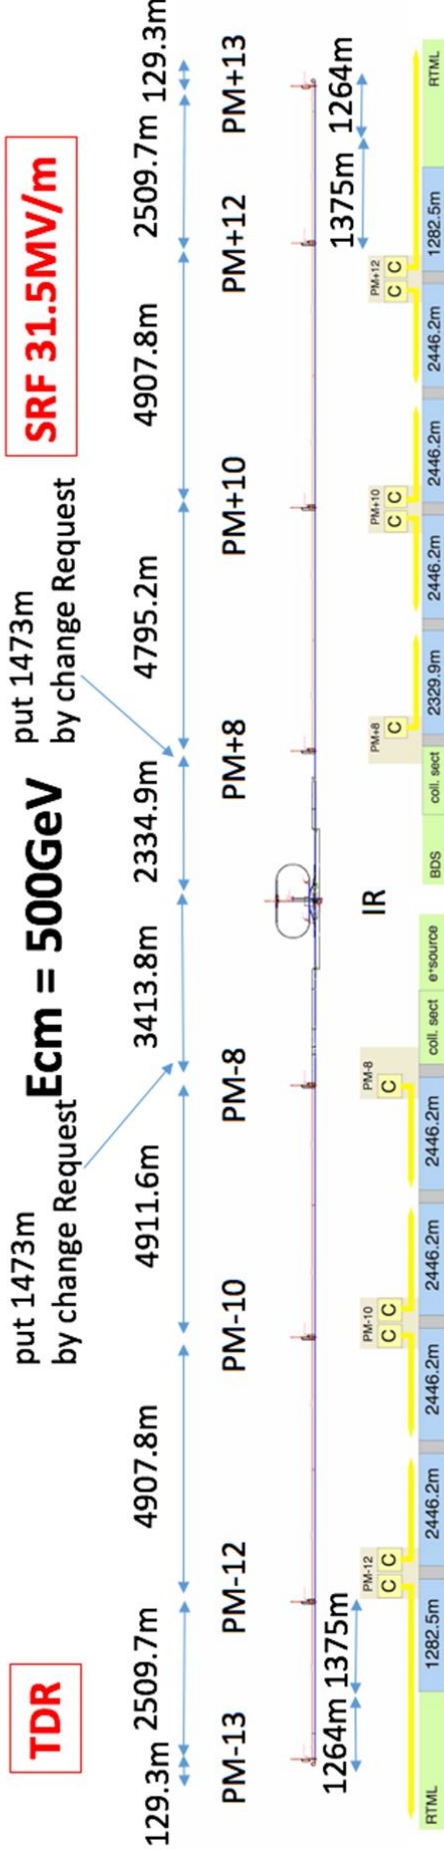 TDR
Ecm = 500GeV
SRF 31.5MV/m
put 1473m
by change Request
put 1473m
by change Request
129.3m
2509.7m
4907.8m
4911.6m
3413.8m
2334.9m
4795.2m
4907.8m
2509.7m
129.3m
PM-13
PM-12
PM-10
PM-8
PM+8
PM+10
PM+12
PM+13
1264m
1375m
IR
1375m
1264m
PM-12
PM-10
PM-8
PM+8
PM+10
PM+12
C
C
C
C
C
C
C
C
C
C
RTML
1282.5m
2446.2m
2446.2m
2446.2m
2446.2m
coll. sect
e+source
BDS
coll. sect
2329.9m
2446.2m
2446.2m
2446.2m
1282.5m
RTML